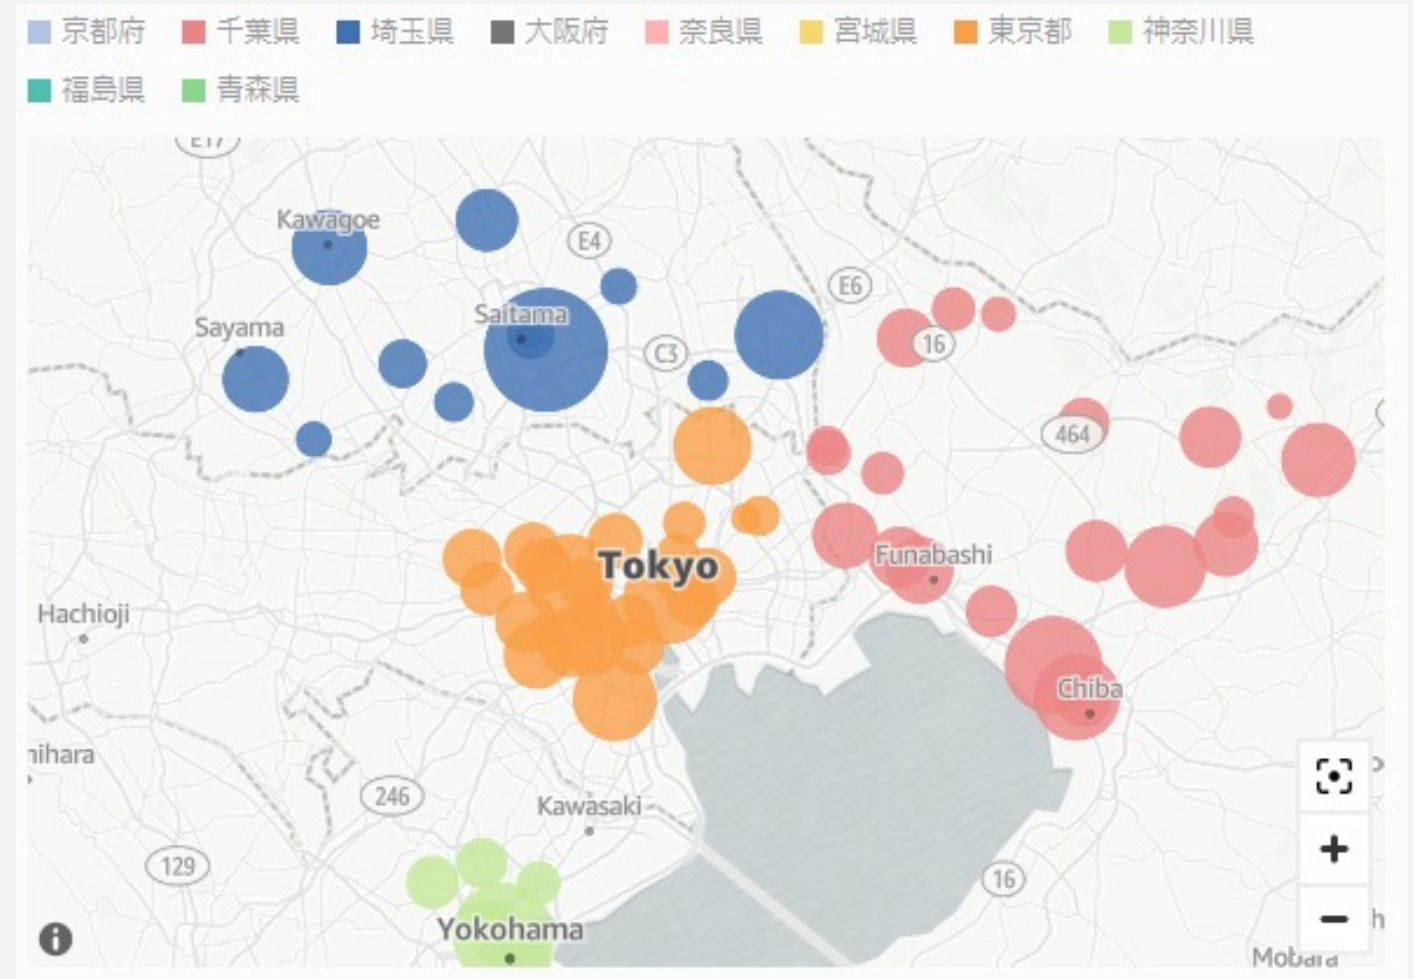 京都府 千葉県 埼玉県 大阪府 奈良県 宮城県 東京都 神奈川県
福島県 青森県
E17
Kawagoe
E4
E6
Saitama
Sayama
C3
16
464
Tokyo
Funabashi
Hachioji
Chiba
nihara
246
Kawasaki
129
16
Yokohama
Mobara